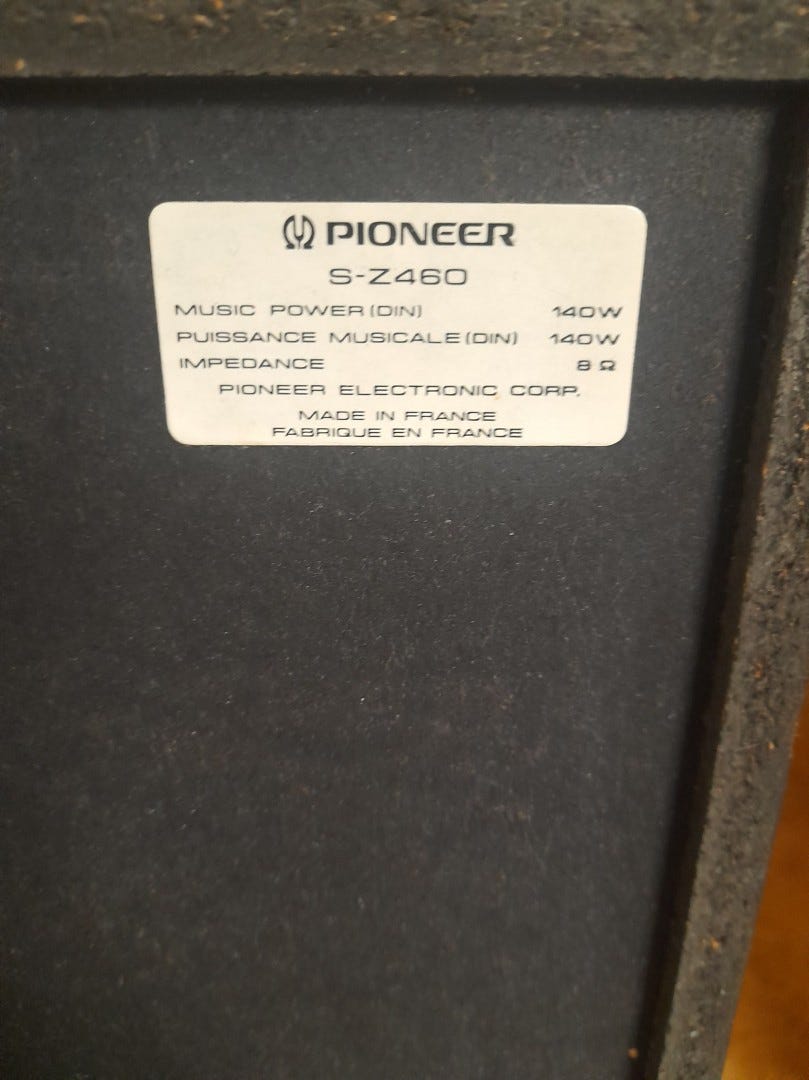 PIONEER
S-Z460
MUSIC POWER (DIN) 140W
PUISSANCE MUSICALE (DIN) 140W
IMPEDANCE 8 Ω
PIONEER ELECTRONIC CORP.
MADE IN FRANCE
FABRIQUE EN FRANCE